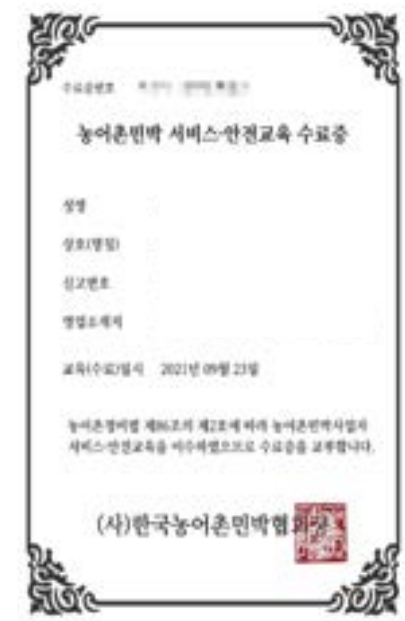 수료증번호
농어촌민박 서비스·안전교육 수료증
성명
상호(명칭)
신고번호
영업소재지
교육(수료)일시 2021년 09월 23일
농어촌정비법 제86조의 제2호에 따라 농어촌민박사업자
서비스·안전교육을 이수하였으므로 수료증을 교부합니다.
(사)한국농어촌민박협회장